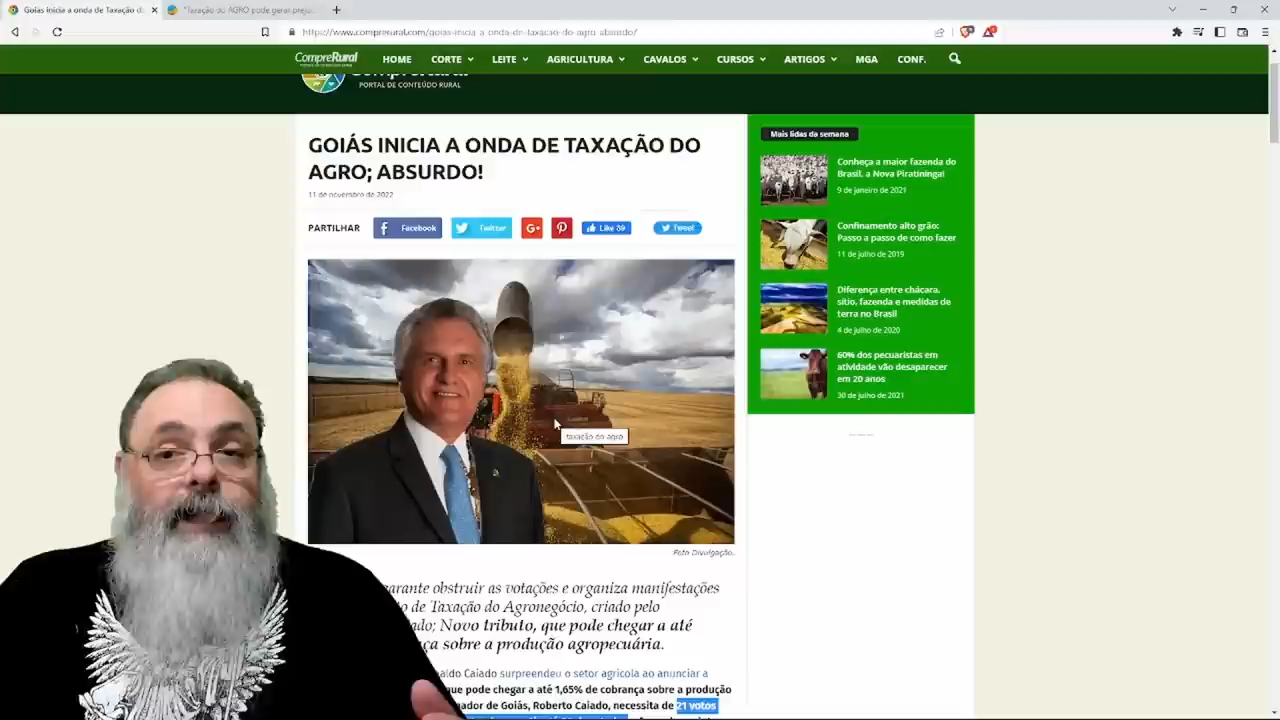 Goiás inicia a onda de Taxação do
"Taxação do AGRO pode gerar preju
https://www.comprerural.com/goias-inicia-a-onda-de-taxacao-do-agro-absurdo/
CompreRural
HOME
CORTE
LEITE
AGRICULTURA
CAVALOS
CURSOS
ARTIGOS
MGA
CONF.
PORTAL DE CONTEÚDO RURAL
GOIÁS INICIA A ONDA DE TAXAÇÃO DO
AGRO; ABSURDO!
11 de novembro de 2022
PARTILHAR
Facebook
Twitter
G+
Like 39
Tweet
taxação do agro
Foto Divulgação.
garante obstruir as votações e organiza manifestações
o de Taxação do Agronegócio, criado pelo
ado; Novo tributo, que pode chegar a até
ça sobre a produção agropecuária.
naldo Caiado surpreendeu o setor agrícola ao anunciar a
que pode chegar a até 1,65% de cobrança sobre a produção
nador de Goiás, Roberto Caiado, necessita de 21 votos
Mais lidas da semana
Conheça a maior fazenda do
Brasil, a Nova Piratininga!
9 de janeiro de 2021
Confinamento alto grão:
Passo a passo de como fazer
11 de julho de 2019
Diferença entre chácara,
sítio, fazenda e medidas de
terra no Brasil
4 de julho de 2020
60% dos pecuaristas em
atividade vão desaparecer
em 20 anos
30 de julho de 2021